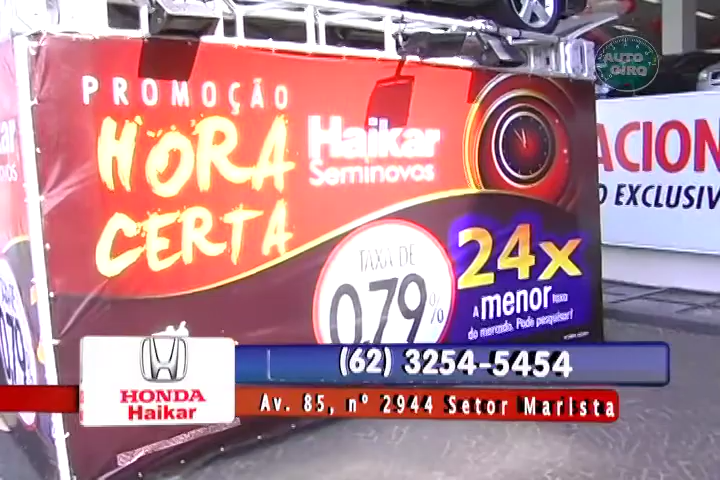 AUTO
GIRO
PROMOÇÃO
HORA
CERTA
Haikar
Seminovos
TAXA DE
0,79%
24x
A menor taxa
do mercado. Pode pesquisar!
EXCLUSIV
HONDA
Haikar
(62) 3254-5454
Av. 85, nº 2944 Setor Marista